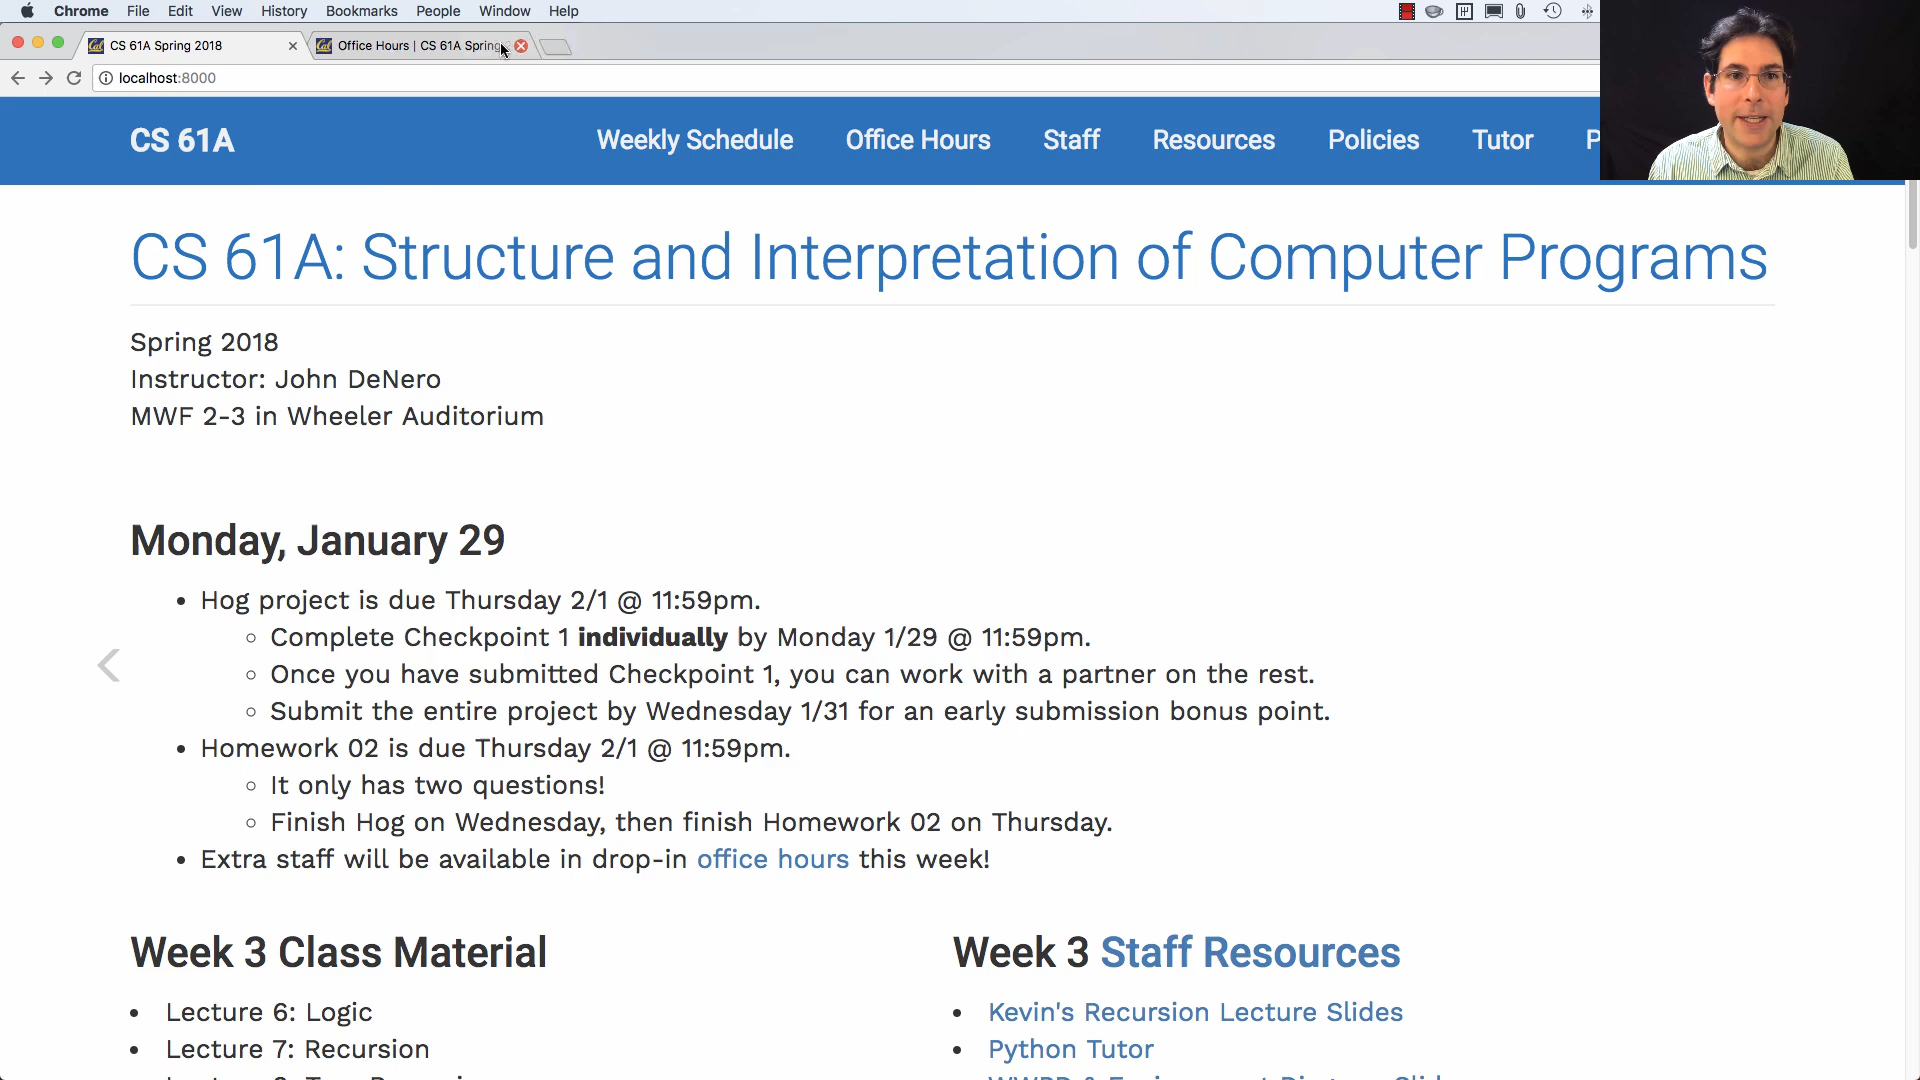 Chrome File Edit View History Bookmarks People Window Help
CS 61A Spring 2018
Office Hours | CS 61A Spring
localhost:8000
CS 61A Weekly Schedule Office Hours Staff Resources Policies Tutor
CS 61A: Structure and Interpretation of Computer Programs
Spring 2018
Instructor: John DeNero
MWF 2-3 in Wheeler Auditorium
Monday, January 29
Hog project is due Thursday 2/1 @ 11:59pm.
Complete Checkpoint 1 individually by Monday 1/29 @ 11:59pm.
Once you have submitted Checkpoint 1, you can work with a partner on the rest.
Submit the entire project by Wednesday 1/31 for an early submission bonus point.
Homework 02 is due Thursday 2/1 @ 11:59pm.
It only has two questions!
Finish Hog on Wednesday, then finish Homework 02 on Thursday.
Extra staff will be available in drop-in office hours this week!
Week 3 Class Material
Lecture 6: Logic
Lecture 7: Recursion
Week 3 Staff Resources
Kevin's Recursion Lecture Slides
Python Tutor